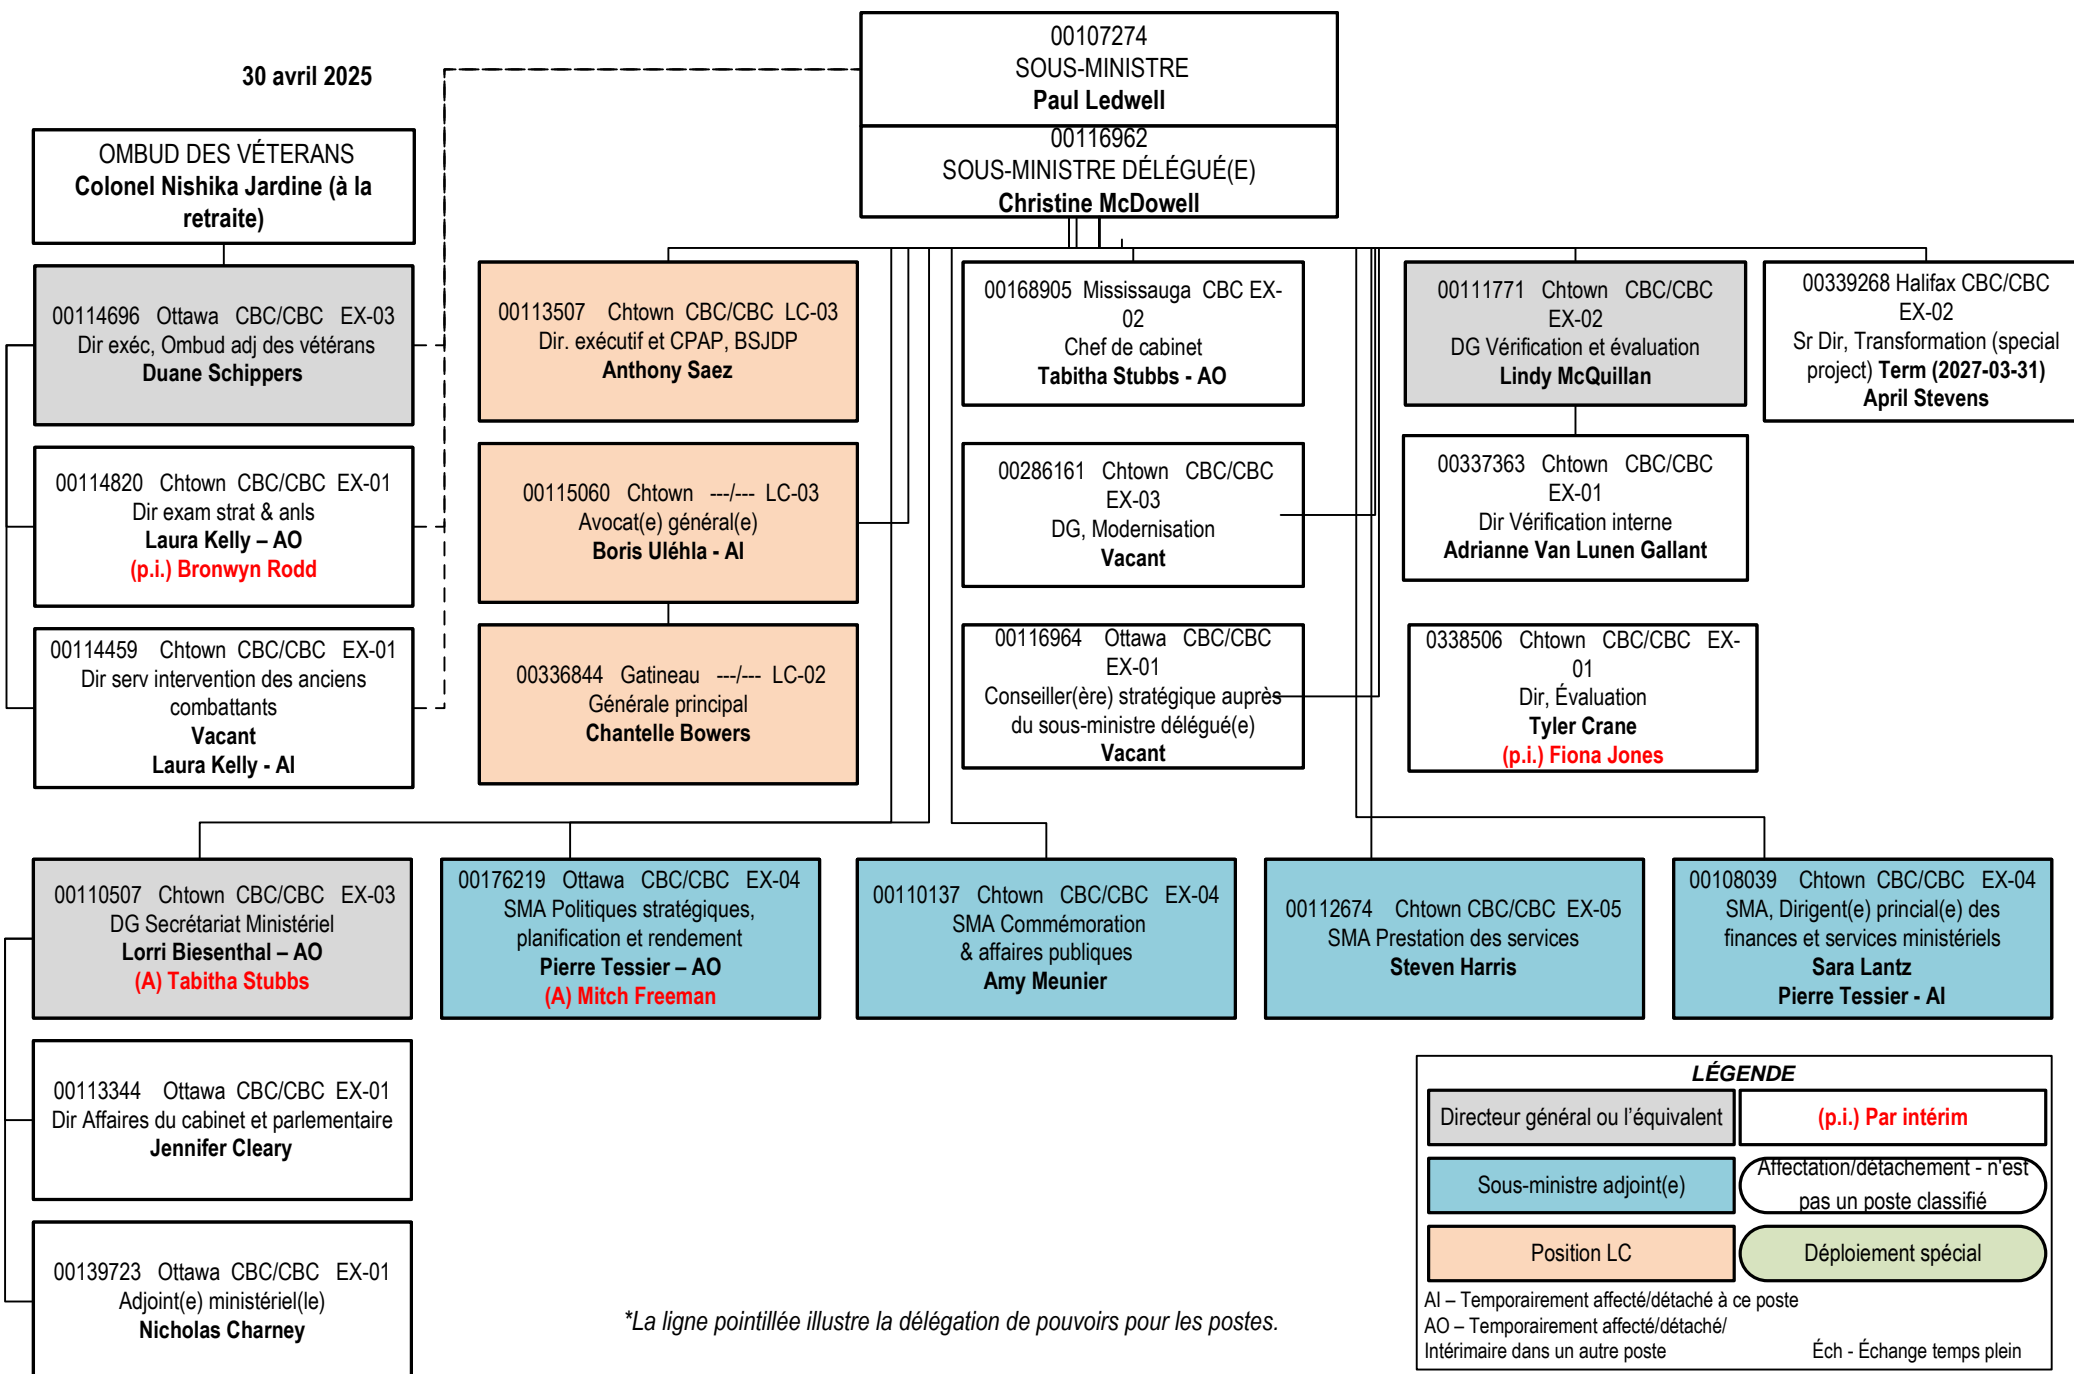 30 avril 2025
00107274
SOUS-MINISTRE
Paul Ledwell
00116962
SOUS-MINISTRE DÉLÉGUÉ(E)
Christine McDowell
OMBUD DES VÉTERANS
Colonel Nishika Jardine (à la
retraite)
00114696 Ottawa CBC/CBC EX-03
Dir exéc, Ombud adj des vétérans
Duane Schippers
00114820 Chtown CBC/CBC EX-01
Dir exam strat & anls
Laura Kelly – AO
(p.i.) Bronwyn Rodd
00114459 Chtown CBC/CBC EX-01
Dir serv intervention des anciens
combattants
Vacant
Laura Kelly - AI
00113507 Chtown CBC/CBC LC-03
Dir. exécutif et CPAP, BSJDP
Anthony Saez
00115060 Chtown ---/--- LC-03
Avocat(e) général(e)
Boris Uléhla - AI
00336844 Gatineau ---/--- LC-02
Générale principal
Chantelle Bowers
00168905 Mississauga CBC EX-
02
Chef de cabinet
Tabitha Stubbs - AO
00286161 Chtown CBC/CBC
EX-03
DG, Modernisation
Vacant
00116964 Ottawa CBC/CBC
EX-01
Conseiller(ère) stratégique auprès
du sous-ministre délégué(e)
Vacant
00111771 Chtown CBC/CBC
EX-02
DG Vérification et évaluation
Lindy McQuillan
00337363 Chtown CBC/CBC
EX-01
Dir Vérification interne
Adrianne Van Lunen Gallant
0338506 Chtown CBC/CBC EX-
01
Dir, Évaluation
Tyler Crane
(p.i.) Fiona Jones
00339268 Halifax CBC/CBC
EX-02
Sr Dir, Transformation (special
project) Term (2027-03-31)
April Stevens
00110507 Chtown CBC/CBC EX-03
DG Secrétariat Ministériel
Lorri Biesenthal – AO
(A) Tabitha Stubbs
00113344 Ottawa CBC/CBC EX-01
Dir Affaires du cabinet et parlementaire
Jennifer Cleary
00139723 Ottawa CBC/CBC EX-01
Adjoint(e) ministériel(le)
Nicholas Charney
00176219 Ottawa CBC/CBC EX-04
SMA Politiques stratégiques,
planification et rendement
Pierre Tessier – AO
(A) Mitch Freeman
00110137 Chtown CBC/CBC EX-04
SMA Commémoration
& affaires publiques
Amy Meunier
00112674 Chtown CBC/CBC EX-05
SMA Prestation des services
Steven Harris
00108039 Chtown CBC/CBC EX-04
SMA, Dirigent(e) princial(e) des
finances et services ministériels
Sara Lantz
Pierre Tessier - AI
*La ligne pointillée illustre la délégation de pouvoirs pour les postes.
LÉGENDE
Directeur général ou l'équivalent
(p.i.) Par intérim
Sous-ministre adjoint(e)
Affectation/détachement - n'est
pas un poste classifié
Position LC
Déploiement spécial
AI – Temporairement affecté/détaché à ce poste
AO – Temporairement affecté/détaché/
Intérimaire dans un autre poste
Éch - Échange temps plein